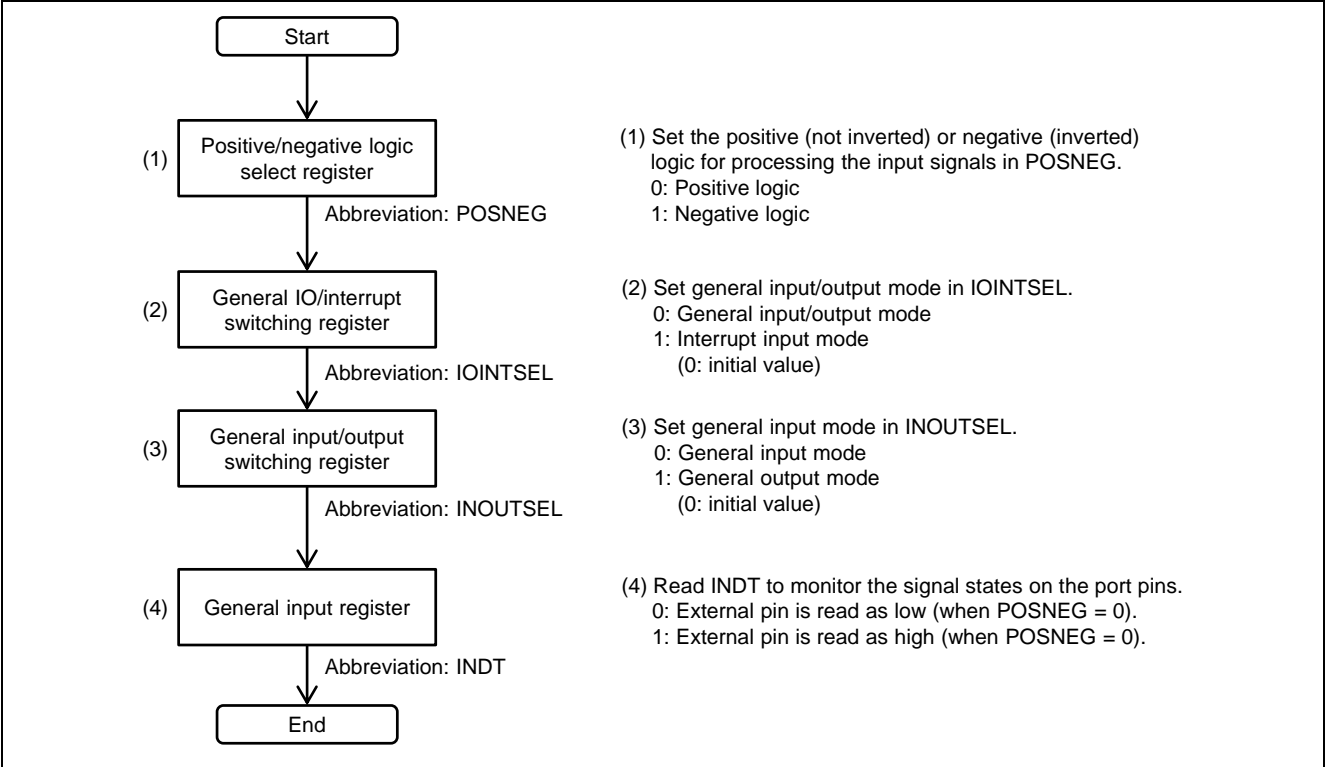 Start
(1)
Positive/negative logic
select register
Abbreviation: POSNEG
(2)
General IO/interrupt
switching register
Abbreviation: IOINTSEL
(3)
General input/output
switching register
Abbreviation: INOUTSEL
(4)
General input register
Abbreviation: INDT
End
(1) Set the positive (not inverted) or negative (inverted)
logic for processing the input signals in POSNEG.
0: Positive logic
1: Negative logic
(2) Set general input/output mode in IOINTSEL.
0: General input/output mode
1: Interrupt input mode
(0: initial value)
(3) Set general input mode in INOUTSEL.
0: General input mode
1: General output mode
(0: initial value)
(4) Read INDT to monitor the signal states on the port pins.
0: External pin is read as low (when POSNEG = 0).
1: External pin is read as high (when POSNEG = 0).